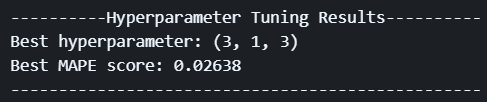 ----------Hyperparameter Tuning Results----------
Best hyperparameter: (3, 1, 3)
Best MAPE score: 0.02638
-------------------------------------------------